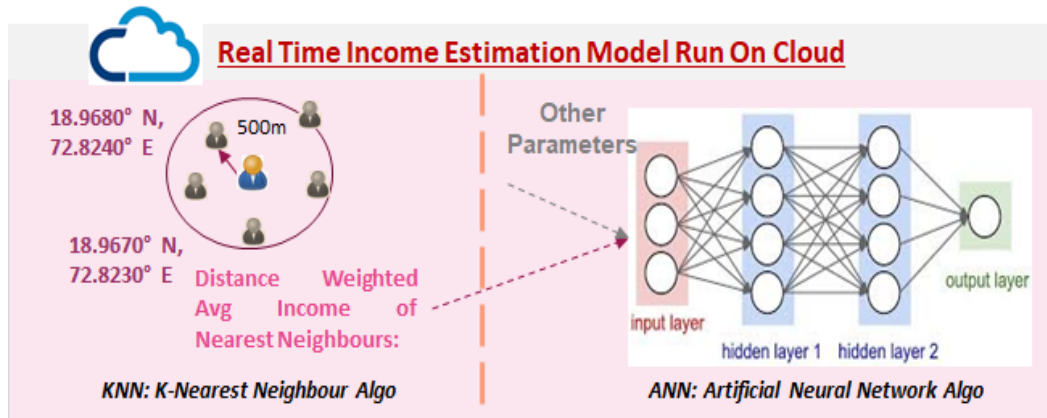 Real Time Income Estimation Model Run On Cloud
18.9680° N,
72.8240° E
500m
18.9670° N,
72.8230° E
Distance Weighted
Avg Income of
Nearest Neighbours:
KNN: K-Nearest Neighbour Algo
Other
Parameters
input layer
hidden layer 1
hidden layer 2
output layer
ANN: Artificial Neural Network Algo